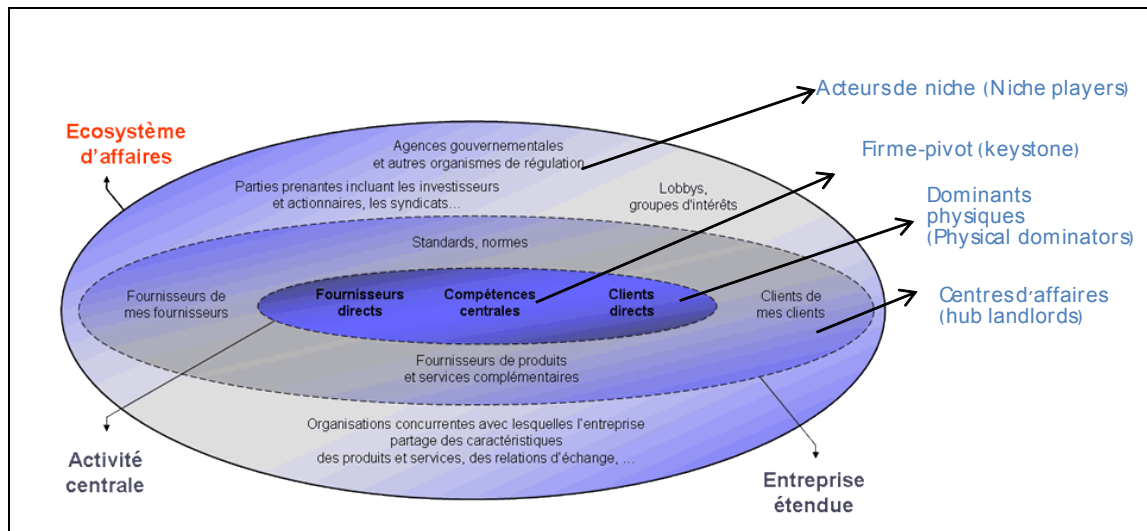 Acteurs de niche (Niche players)
Ecosystème
d'affaires
Agences gouvernementales
et autres organismes de régulation
Firme-pivot (keystone)
Parties prenantes incluant les investisseurs
et actionnaires, les syndicats…
Lobbys,
groupes d'intérêts
Dominants
physiques
(Physical dominators)
Standards, normes
Fournisseurs de
mes fournisseurs
Fournisseurs
directs
Compétences
centrales
Clients
directs
Clients de
mes clients
Centres d'affaires
(hub landlords)
Fournisseurs de produits
et services complémentaires
Organisations concurrentes avec lesquelles l'entreprise
partage des caractéristiques
des produits et services, des relations d'échange, …
Activité
centrale
Entreprise
étendue